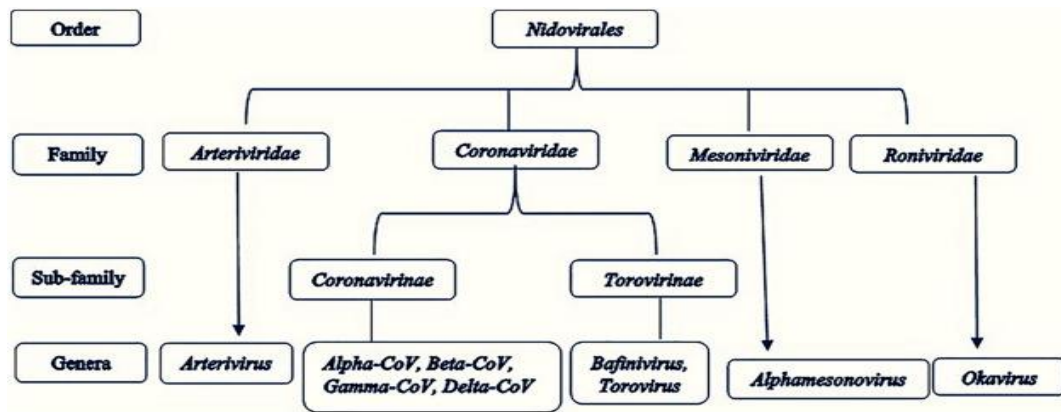 Order
Nidovirales
Family
Arteriviridae
Coronaviridae
Mesoniviridae
Roniviridae
Sub-family
Coronavirinae
Torovirinae
Genera
Arterivirus
Alpha-CoV, Beta-CoV,
Gamma-CoV, Delta-CoV
Bafinivirus,
Torovirus
Alphamesonovirus
Okavirus